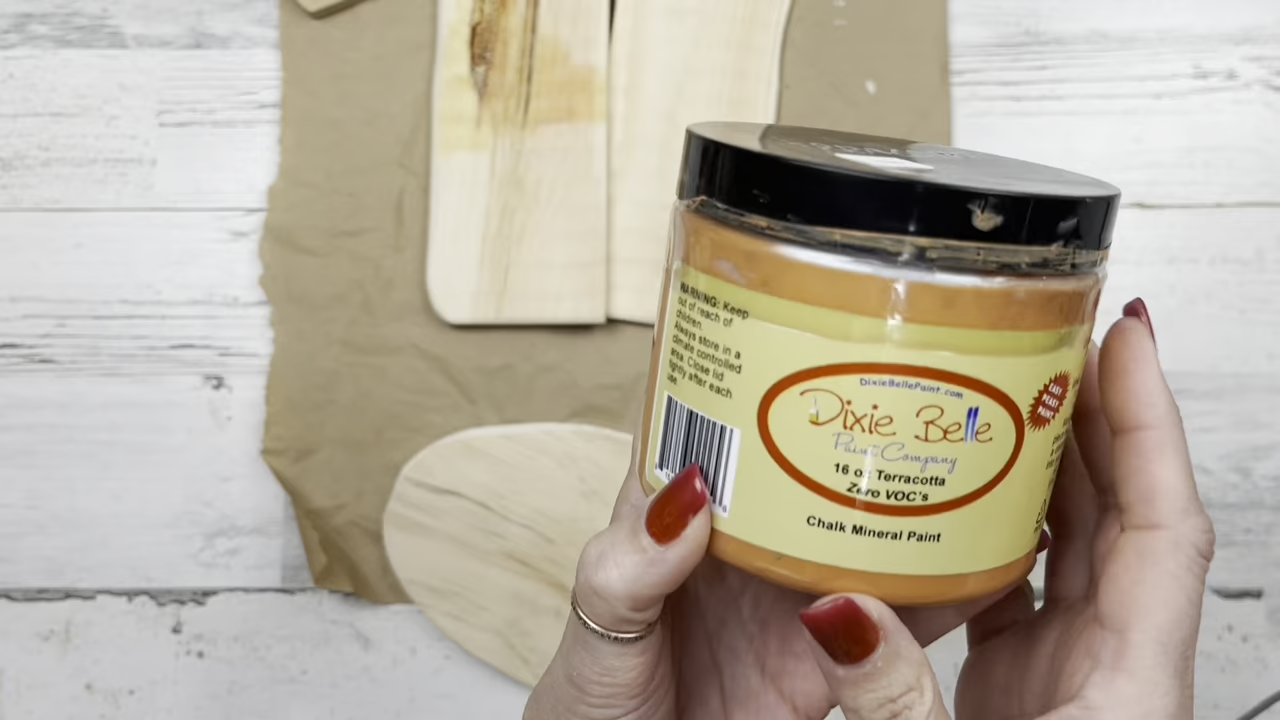 WARNING: Keep
out of reach of
children.
Always store in a
climate controlled
area. Close lid
tightly after each
use.
DixieBellePaint.com
Dixie Belle
Paint Company
16 oz Terracotta
Zero VOC's
Chalk Mineral Paint
EASY
PEASY
PAINT